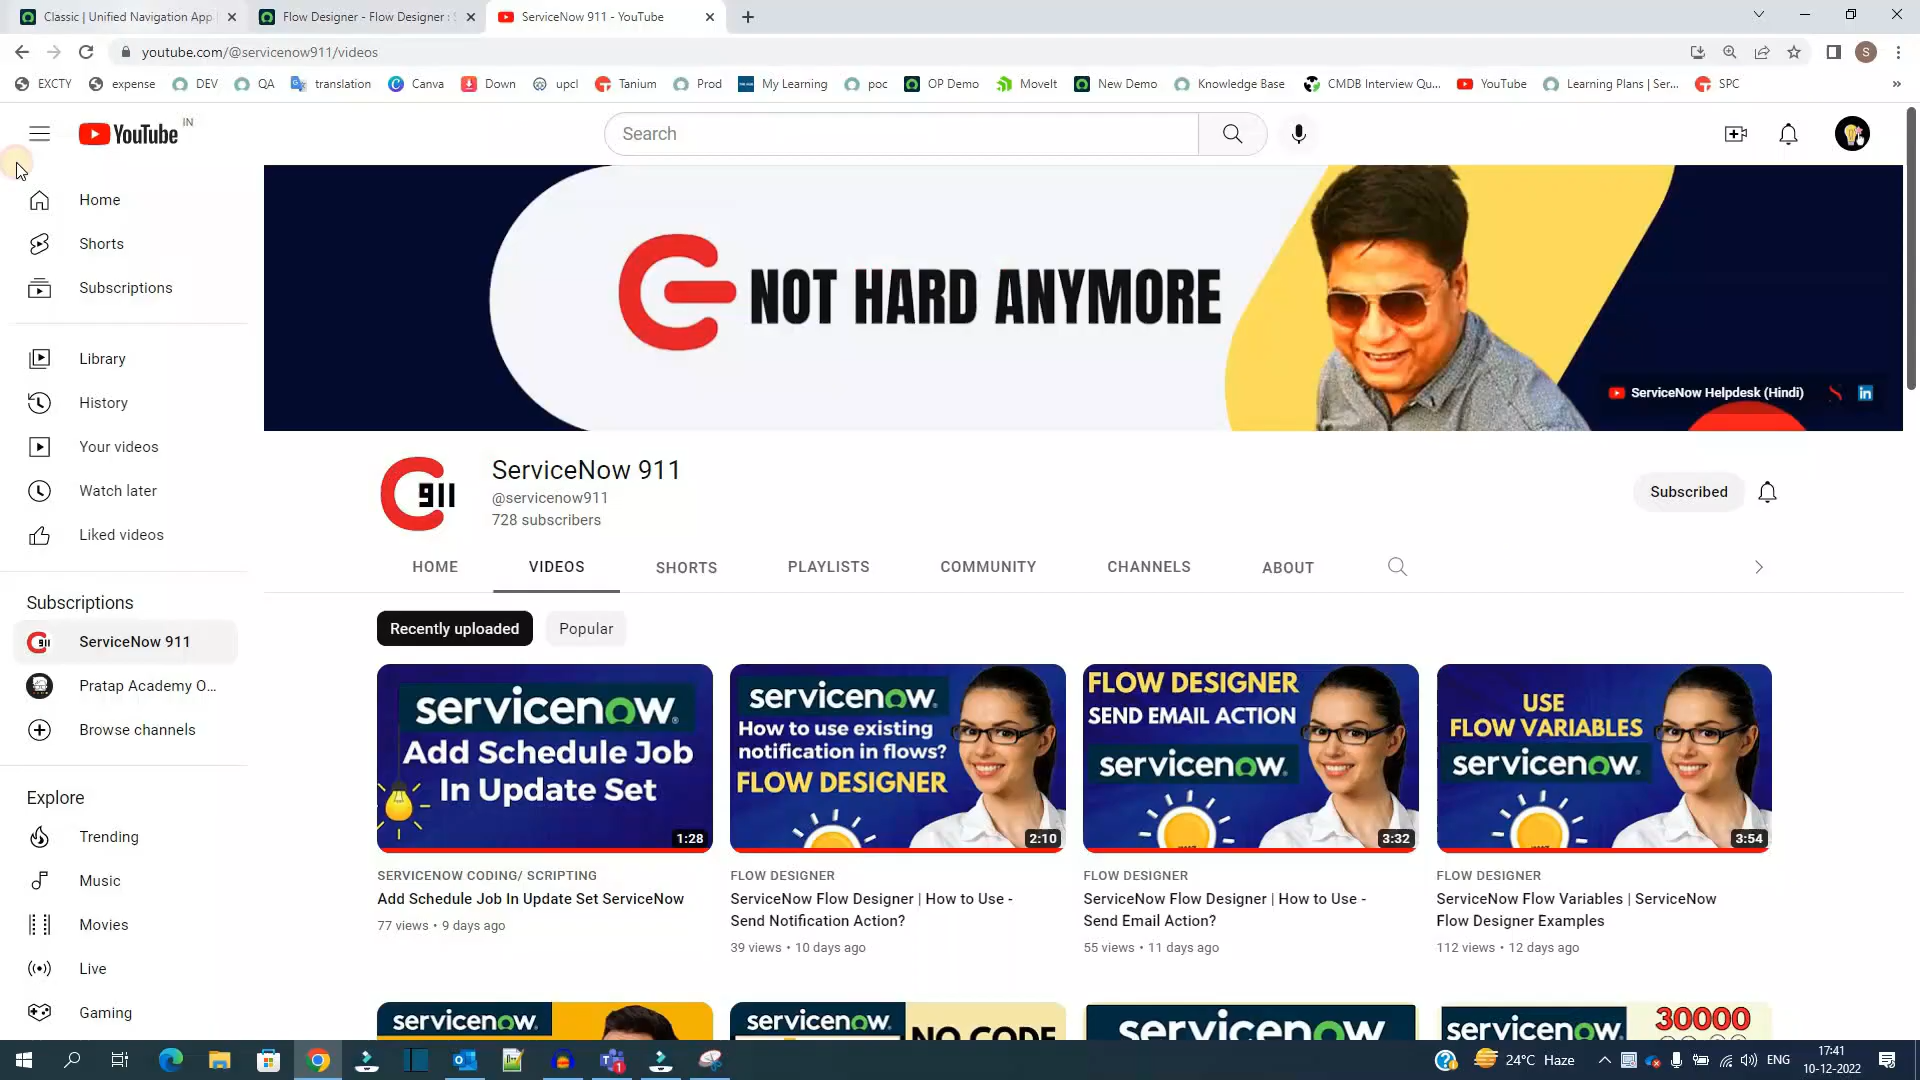 Classic | Unified Navigation App
Flow Designer - Flow Designer :
ServiceNow 911 - YouTube
youtube.com/@servicenow911/videos
S
EXCTY
expense
DEV
QA
translation
Canva
Down
upcl
Tanium
Prod
My Learning
poc
OP Demo
MoveIt
New Demo
Knowledge Base
CMDB Interview Qu...
YouTube
Learning Plans | Ser...
SPC
YouTube IN
Search
Home
Shorts
Subscriptions
Library
History
Your videos
Watch later
Liked videos
Subscriptions
ServiceNow 911
Pratap Academy O...
Browse channels
Explore
Trending
Music
Movies
Live
Gaming
NOT HARD ANYMORE
ServiceNow Helpdesk (Hindi)
911
ServiceNow 911
@servicenow911
728 subscribers
Subscribed
HOME
VIDEOS
SHORTS
PLAYLISTS
COMMUNITY
CHANNELS
ABOUT
Recently uploaded
Popular
servicenow
Add Schedule Job
In Update Set
1:28
SERVICENOW CODING/ SCRIPTING
Add Schedule Job In Update Set ServiceNow
77 views • 9 days ago
servicenow
How to use existing
notification in flows?
FLOW DESIGNER
2:10
FLOW DESIGNER
ServiceNow Flow Designer | How to Use -
Send Notification Action?
39 views • 10 days ago
FLOW DESIGNER
SEND EMAIL ACTION
servicenow
3:32
FLOW DESIGNER
ServiceNow Flow Designer | How to Use -
Send Email Action?
55 views • 11 days ago
USE
FLOW VARIABLES
servicenow
3:54
FLOW DESIGNER
ServiceNow Flow Variables | ServiceNow
Flow Designer Examples
112 views • 12 days ago
servicenow
servicenow
NO CODE
servicenow
servicenow
30000
24°C Haze
ENG
17:41
10-12-2022